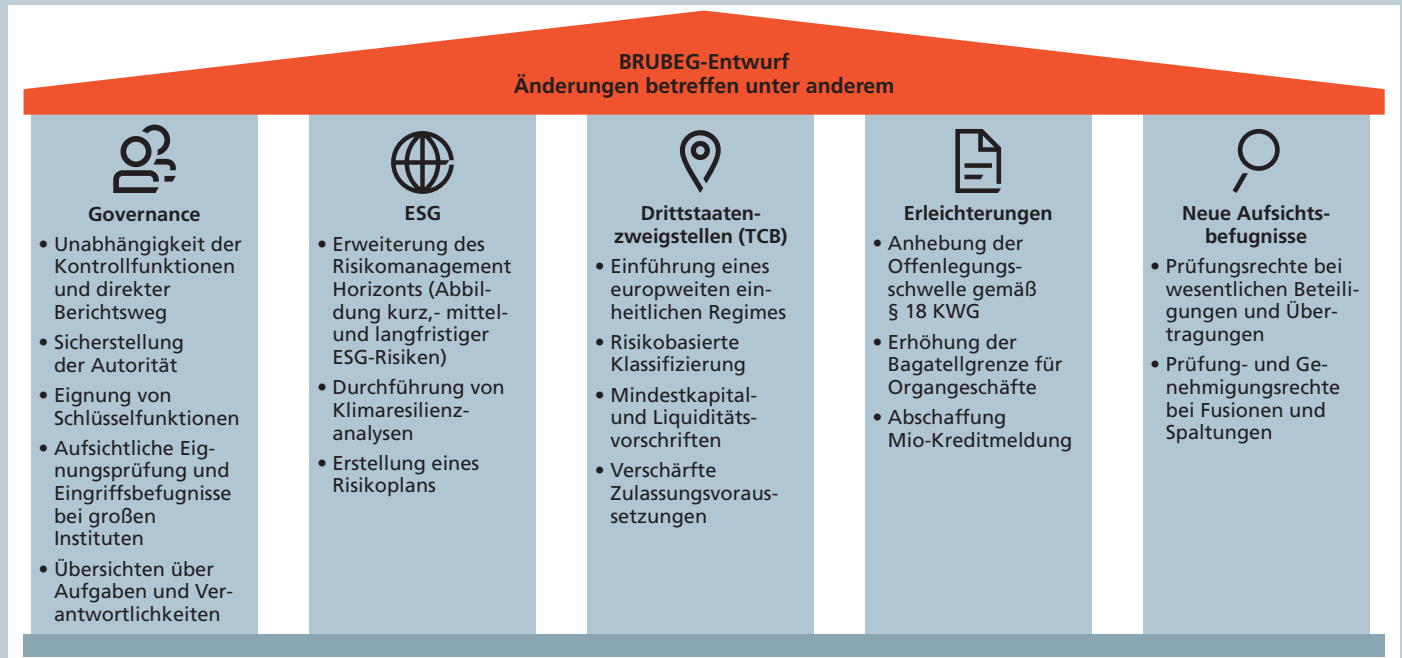 BRUBEG-Entwurf
Änderungen betreffen unter anderem
Governance
• Unabhängigkeit der
Kontrollfunktionen
und direkter
Berichtsweg
• Sicherstellung
der Autorität
• Eignung von
Schlüsselfunktionen
• Aufsichtliche Eig-
nungsprüfung und
Eingriffsbefugnisse
bei großen
Instituten
• Übersichten über
Aufgaben und Ver-
antwortlichkeiten
ESG
• Erweiterung des
Risikomanagement
Horizonts (Abbil-
dung kurz,- mittel-
und langfristiger
ESG-Risiken)
• Durchführung von
Klimaresilienz-
analysen
• Erstellung eines
Risikoplans
Drittstaaten-
zweigstellen (TCB)
• Einführung eines
europweiten ein-
heitlichen Regimes
• Risikobasierte
Klassifizierung
• Mindestkapital-
und Liquiditäts-
vorschriften
• Verschärfte
Zulassungsvoraus-
setzungen
Erleichterungen
• Anhebung der
Offenlegungs-
schwelle gemäß
§ 18 KWG
• Erhöhung der
Bagatellgrenze für
Organgeschäfte
• Abschaffung
Mio-Kreditmeldung
Neue Aufsichts-
befugnisse
• Prüfungsrechte bei
wesentlichen Beteili-
gungen und Über-
tragungen
• Prüfung- und Ge-
nehmigungsrechte
bei Fusionen und
Spaltungen